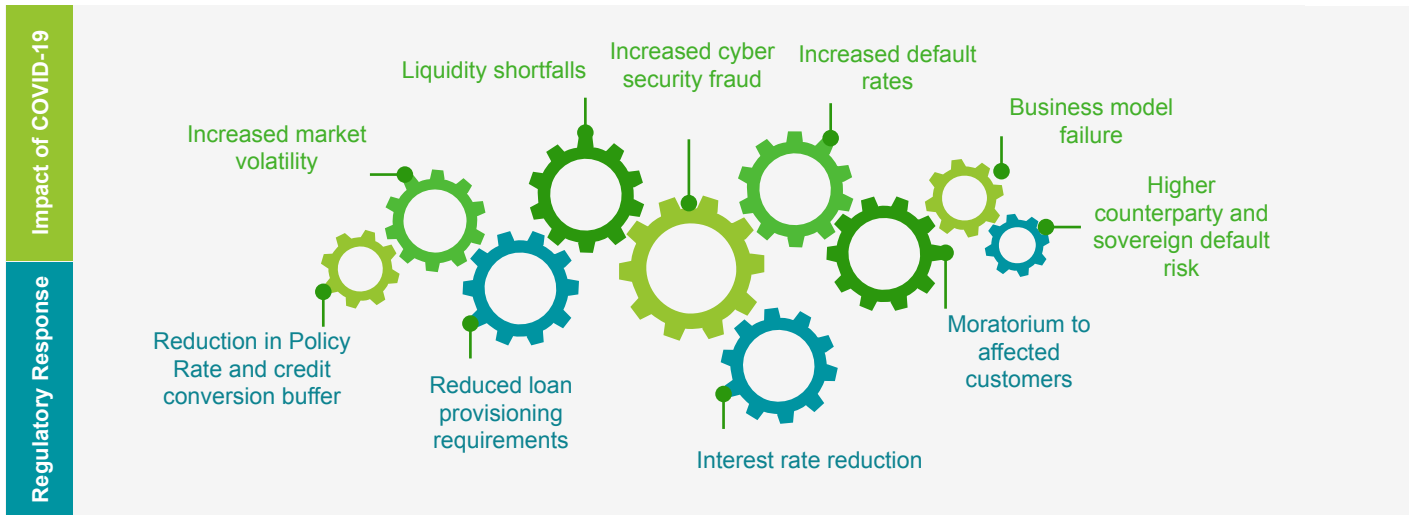 Impact of COVID-19
Increased market
volatility
Liquidity shortfalls
Increased cyber
security fraud
Increased default
rates
Business model
failure
Higher
counterparty and
sovereign default
risk
Regulatory Response
Reduction in Policy
Rate and credit
conversion buffer
Reduced loan
provisioning
requirements
Interest rate reduction
Moratorium to
affected
customers